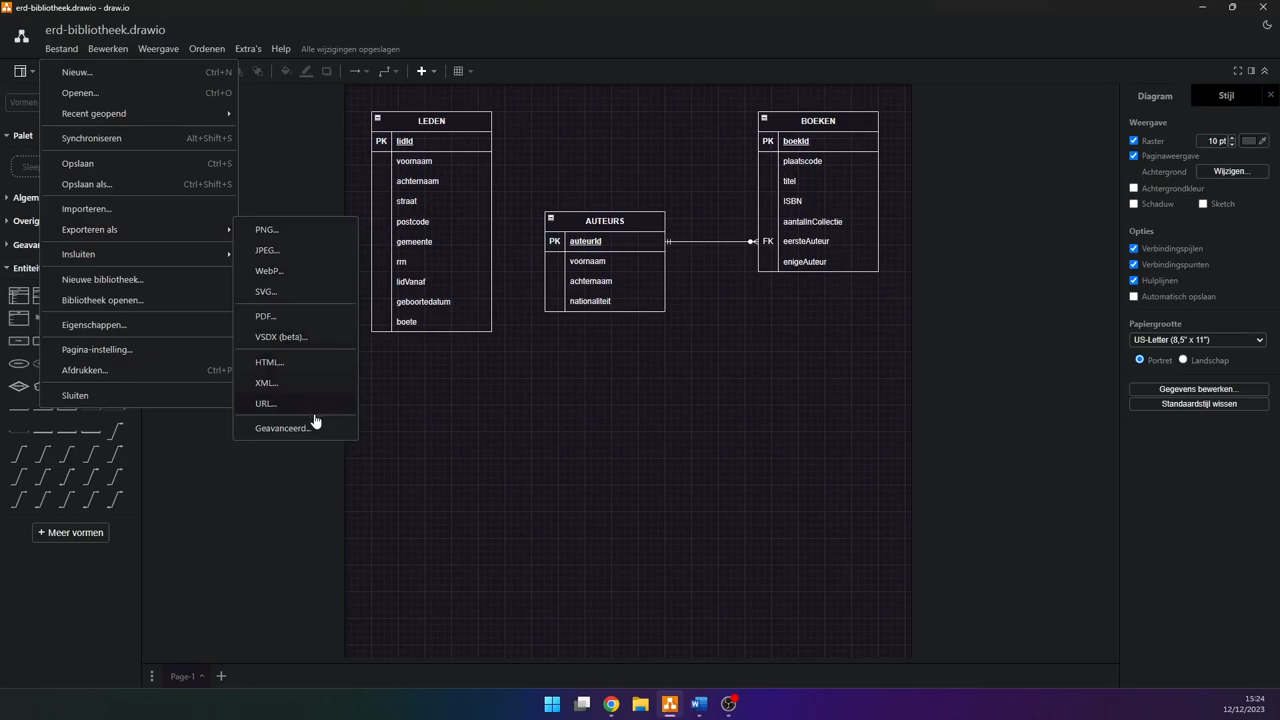 erd-bibliotheek.drawio - draw.io
erd-bibliotheek.drawio
Bestand Bewerken Weergave Ordenen Extra's Help Alle wijzigingen opgeslagen
Nieuw... Ctrl+N
Openen... Ctrl+O
Recent geopend
Synchroniseren Alt+Shift+S
Opslaan Ctrl+S
Opslaan als... Ctrl+Shift+S
Importeren...
Exporteren als
Insluiten
Nieuwe bibliotheek...
Bibliotheek openen...
Eigenschappen...
Pagina-instelling...
Afdrukken... Ctrl+P
Sluiten
PNG...
JPEG...
WebP...
SVG...
PDF...
VSDX (beta)...
HTML...
XML...
URL...
Geavanceerd...
Vormen
Palet
Algem
Overig
Geava
Entiteit
+ Meer vormen
LEDEN
PK lidId
voornaam
achternaam
straat
postcode
gemeente
rrn
lidVanaf
geboortedatum
boete
AUTEURS
PK auteurId
voornaam
achternaam
nationaliteit
BOEKEN
PK boekId
plaatscode
titel
ISBN
aantalInCollectie
FK eersteAuteur
enigeAuteur
Diagram Stijl
Weergave
Raster 10 pt
Paginaweergave
Achtergrond Wijzigen...
Achtergrondkleur
Schaduw Sketch
Opties
Verbindingspijlen
Verbindingspunten
Hulplijnen
Automatisch opslaan
Papiergrootte
US-Letter (8,5" x 11")
Portret Landschap
Gegevens bewerken...
Standaardstijl wissen
Page-1
15:24
12/12/2023